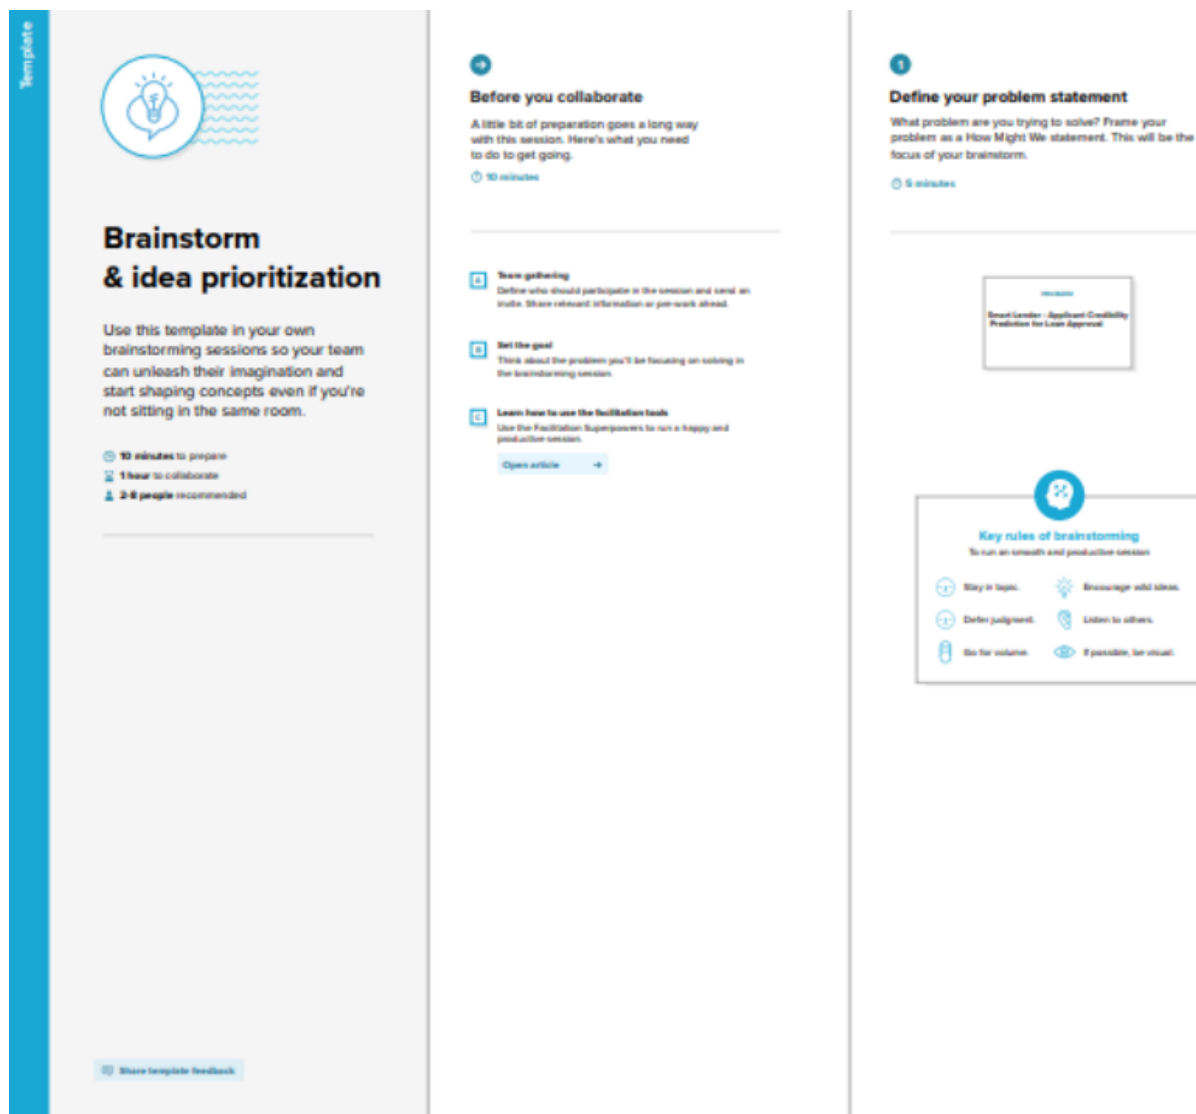 Template
Brainstorm
& idea prioritization
Use this template in your own
brainstorming sessions so your team
can unleash their imagination and
start shaping concepts even if you're
not sitting in the same room.
10 minutes to prepare
1 hour to collaborate
2-8 people recommended
Share template feedback
Before you collaborate
A little bit of preparation goes a long way
with this session. Here's what you need
to do to get going.
10 minutes
A
Team gathering
Define who should participate in the session and send an
invite. Share relevant information or pre-work ahead.
B
Set the goal
Think about the problem you'll be focusing on solving in
the brainstorming session.
C
Learn how to use the facilitation tools
Use the Facilitation Superpowers to run a happy and
productive session.
Open article
1
Define your problem statement
What problem are you trying to solve? Frame your
problem as a How Might We statement. This will be the
focus of your brainstorm.
5 minutes
PROBLEM
Smart Lender - Applicant Credibility
Prediction for Loan Approval
Key rules of brainstorming
To run an smooth and productive session
Stay in topic.
Encourage wild ideas.
Defer judgment.
Listen to others.
Go for volume.
If possible, be visual.